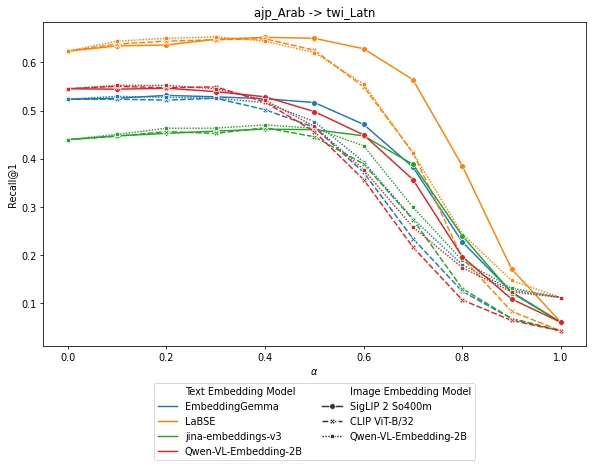 ajp_Arab -> twi_Latn
Recall@1
0.6
0.5
0.4
0.3
0.2
0.1
0.0 0.2 0.4 0.6 0.8 1.0
α
Text Embedding Model Image Embedding Model
EmbeddingGemma SigLIP 2 So400m
LaBSE CLIP ViT-B/32
jina-embeddings-v3 Qwen-VL-Embedding-2B
Qwen-VL-Embedding-2B